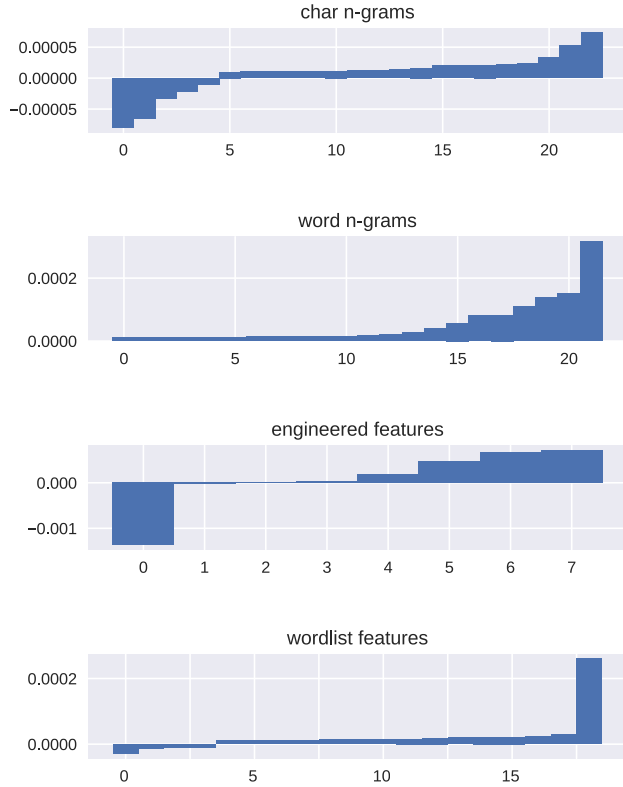 char n-grams
0.00005
0.00000
−0.00005
0 5 10 15 20
word n-grams
0.0002
0.0000
0 5 10 15 20
engineered features
0.000
−0.001
0 1 2 3 4 5 6 7
wordlist features
0.0002
0.0000
0 5 10 15